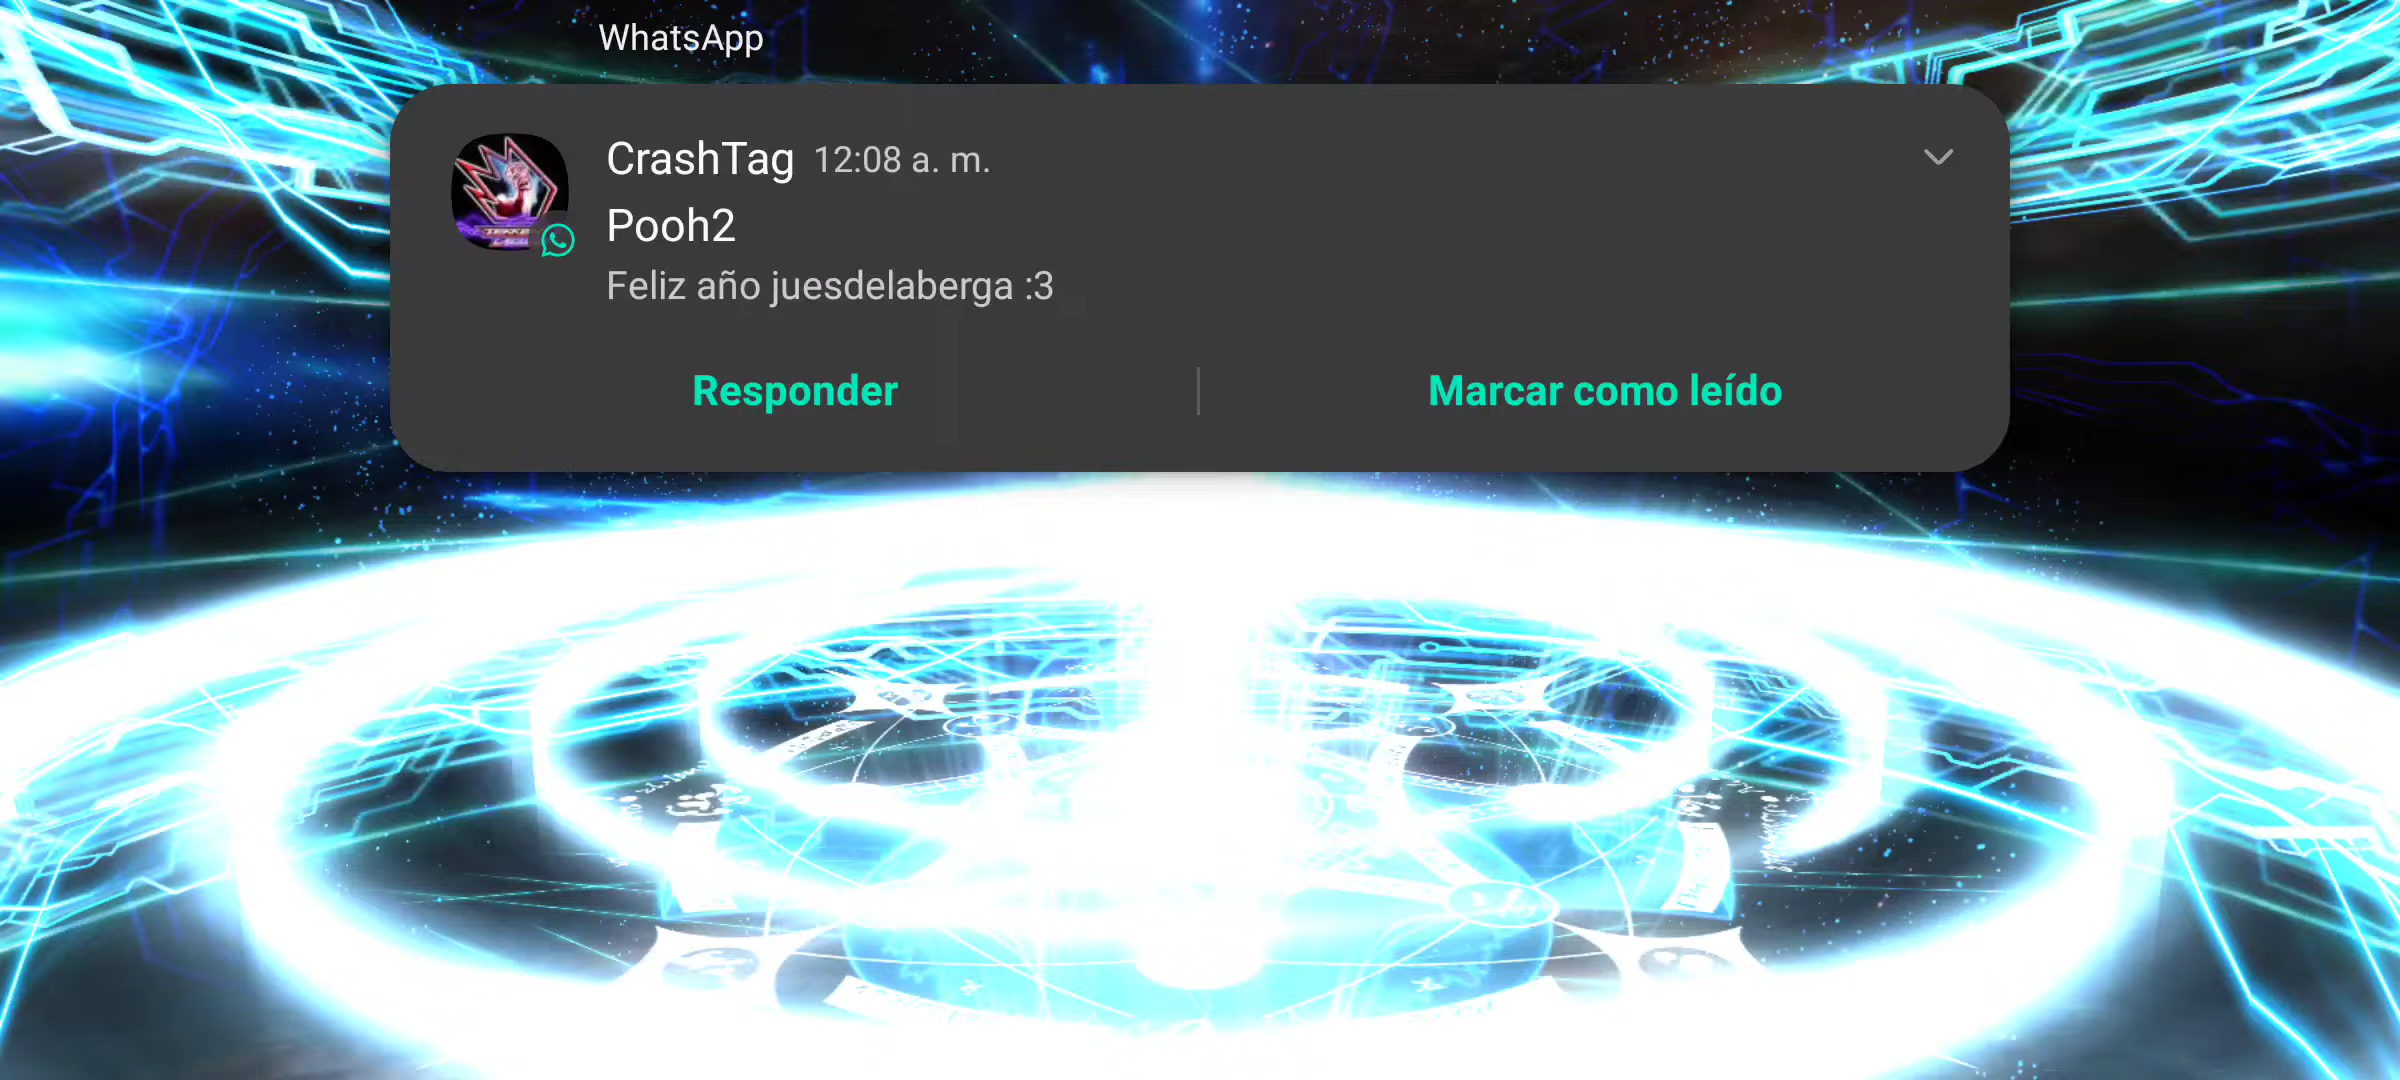 WhatsApp
CrashTag 12:08 a. m.
Pooh2
Feliz año juesdelaberga :3
Responder
Marcar como leído